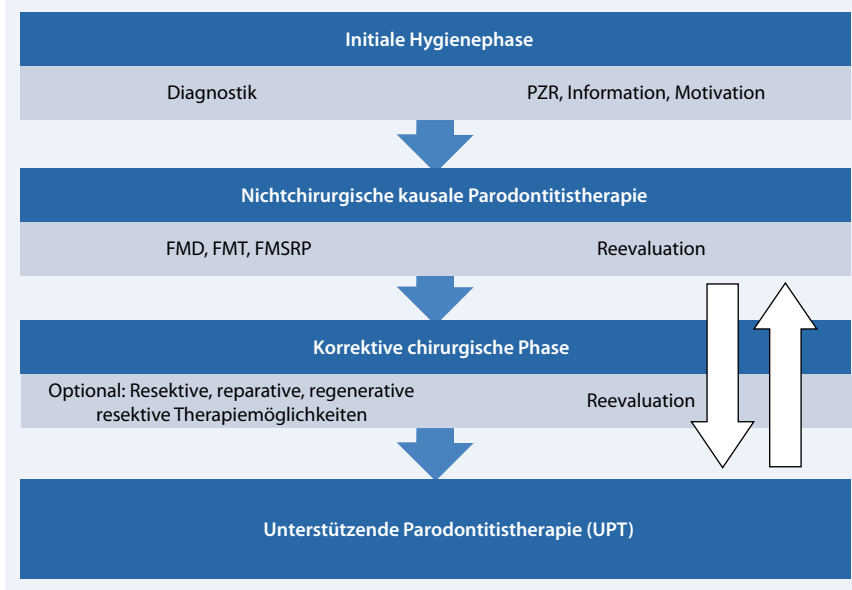 Initiale Hygienephase
Diagnostik
PZR, Information, Motivation
Nichtchirurgische kausale Parodontitistherapie
FMD, FMT, FMSRP
Reevaluation
Korrektive chirurgische Phase
Optional: Resektive, reparative, regenerative
resektive Therapiemöglichkeiten
Reevaluation
Unterstützende Parodontitistherapie (UPT)